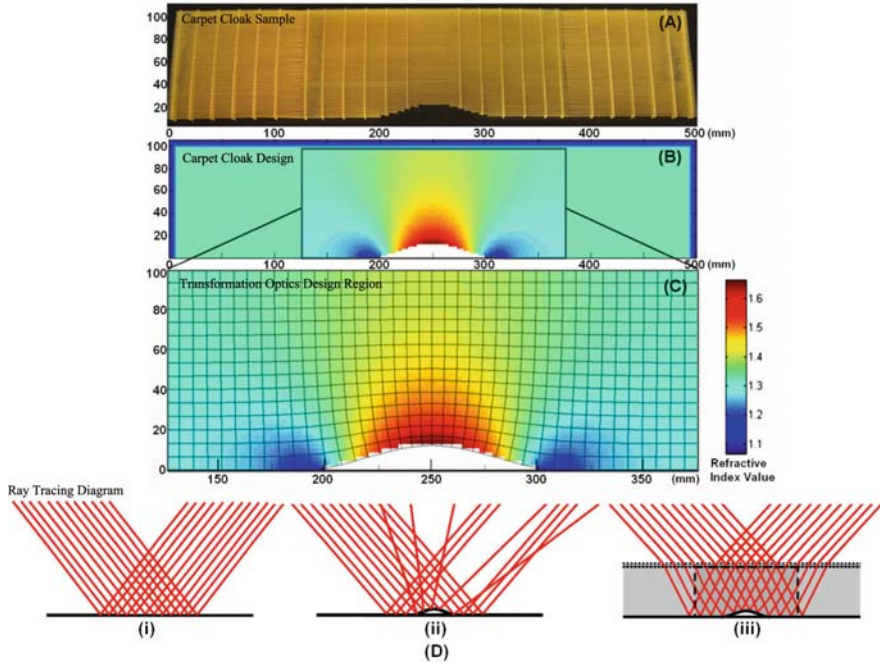 Carpet Cloak Sample
(A)
100
80
60
40
20
0 100 200 300 400 500 (mm)
Carpet Cloak Design
(B)
100
80
60
40
20
0 100 200 300 400 500 (mm)
Transformation Optics Design Region
(C)
100
80
60
40
20
0
150 200 250 300 350 (mm)
1.6
1.5
1.4
1.3
1.2
1.1
Refractive
Index Value
Ray Tracing Diagram
(i) (ii) (iii)
(D)